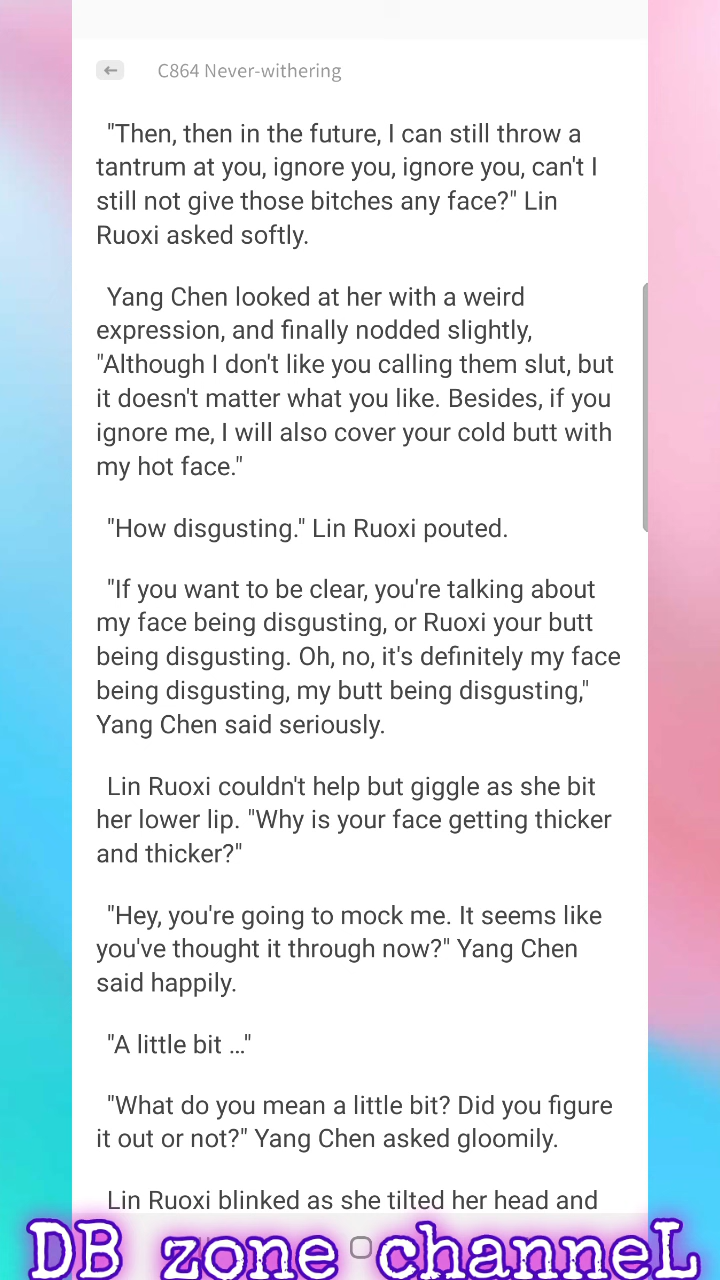 C864 Never-withering
"Then, then in the future, I can still throw a
tantrum at you, ignore you, ignore you, can't I
still not give those bitches any face?" Lin
Ruoxi asked softly.
Yang Chen looked at her with a weird
expression, and finally nodded slightly,
"Although I don't like you calling them slut, but
it doesn't matter what you like. Besides, if you
ignore me, I will also cover your cold butt with
my hot face."
"How disgusting." Lin Ruoxi pouted.
"If you want to be clear, you're talking about
my face being disgusting, or Ruoxi your butt
being disgusting. Oh, no, it's definitely my face
being disgusting, my butt being disgusting,"
Yang Chen said seriously.
Lin Ruoxi couldn't help but giggle as she bit
her lower lip. "Why is your face getting thicker
and thicker?"
"Hey, you're going to mock me. It seems like
you've thought it through now?" Yang Chen
said happily.
"A little bit ..."
"What do you mean a little bit? Did you figure
it out or not?" Yang Chen asked gloomily.
Lin Ruoxi blinked as she tilted her head and
DB zone channeL